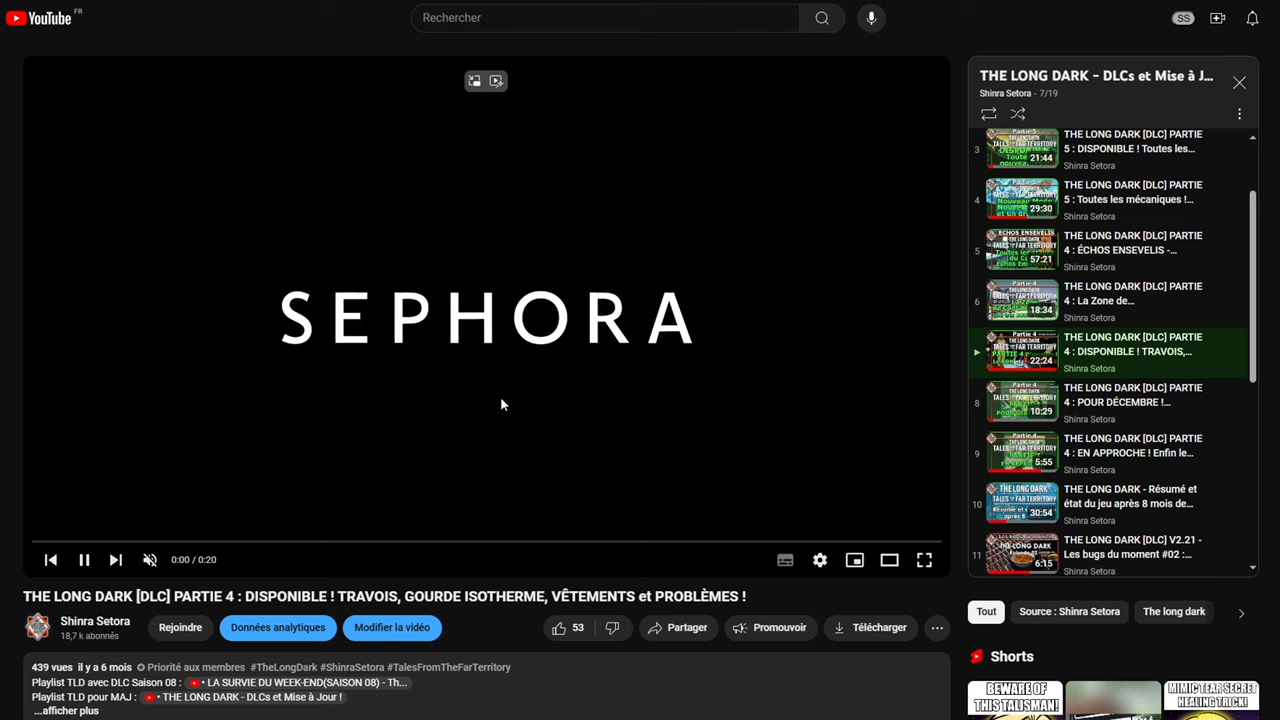 YouTube FR
Rechercher
SS
SEPHORA
0:00 / 0:20
THE LONG DARK [DLC] PARTIE 4 : DISPONIBLE ! TRAVOIS, GOURDE ISOTHERME, VÊTEMENTS et PROBLÈMES !
Shinra Setora
18,7 k abonnés
Rejoindre
Données analytiques
Modifier la vidéo
53
Partager
Promouvoir
Télécharger
439 vues il y a 6 mois Priorité aux membres #TheLongDark #ShinraSetora #TalesFromTheFarTerritory
Playlist TLD avec DLC Saison 08 : • LA SURVIE DU WEEK-END(SAISON 08) - Th...
Playlist TLD pour MAJ : • THE LONG DARK - DLCs et Mise à Jour !
...afficher plus
THE LONG DARK - DLCs et Mise à J...
Shinra Setora - 7/19
3
21:44
THE LONG DARK [DLC] PARTIE
5 : DISPONIBLE ! Toutes les...
Shinra Setora
4
29:30
THE LONG DARK [DLC] PARTIE
5 : Toutes les mécaniques !...
Shinra Setora
5
57:21
THE LONG DARK [DLC] PARTIE
4 : ÉCHOS ENSEVELIS -...
Shinra Setora
6
18:34
THE LONG DARK [DLC] PARTIE
4 : La Zone de...
Shinra Setora
22:24
THE LONG DARK [DLC] PARTIE
4 : DISPONIBLE ! TRAVOIS,...
Shinra Setora
8
10:29
THE LONG DARK [DLC] PARTIE
4 : POUR DÉCEMBRE !...
Shinra Setora
9
5:55
THE LONG DARK [DLC] PARTIE
4 : EN APPROCHE ! Enfin le...
Shinra Setora
10
30:54
THE LONG DARK - Résumé et
état du jeu après 8 mois de...
Shinra Setora
11
6:15
THE LONG DARK [DLC] V2.21 -
Les bugs du moment #02 :...
Tout
Source : Shinra Setora
The long dark
Shorts
BEWARE OF
THIS TALISMAN!
MIMIC TEAR SECRET
HEALING TRICK!